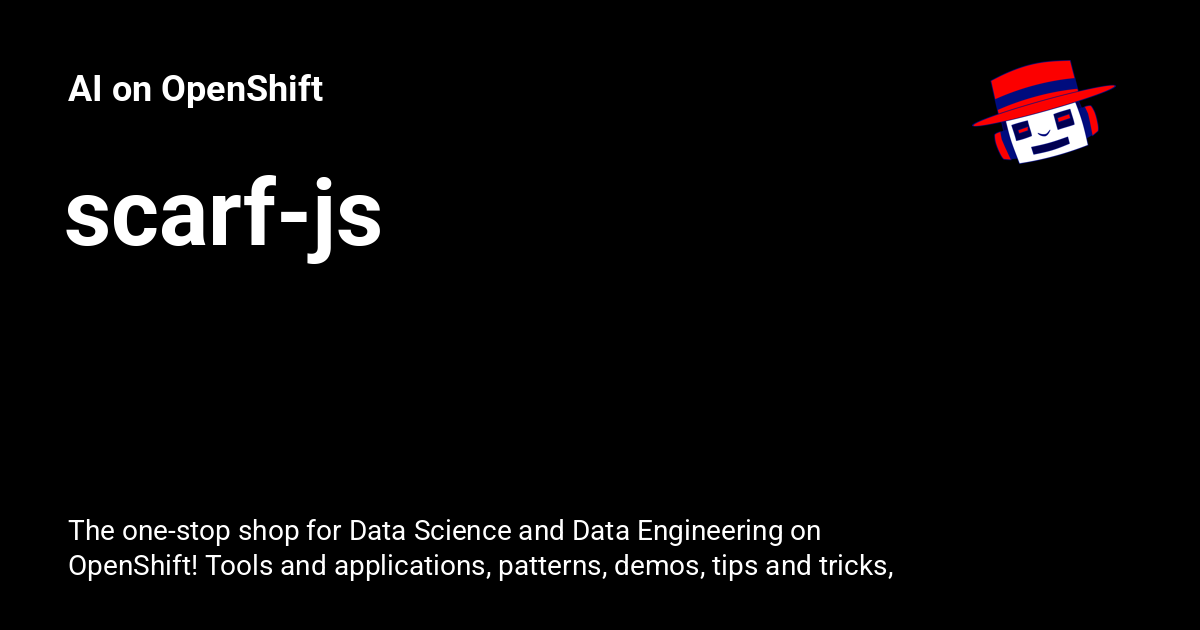 AI on OpenShift
scarf-js
The one-stop shop for Data Science and Data Engineering on
OpenShift! Tools and applications, patterns, demos, tips and tricks,